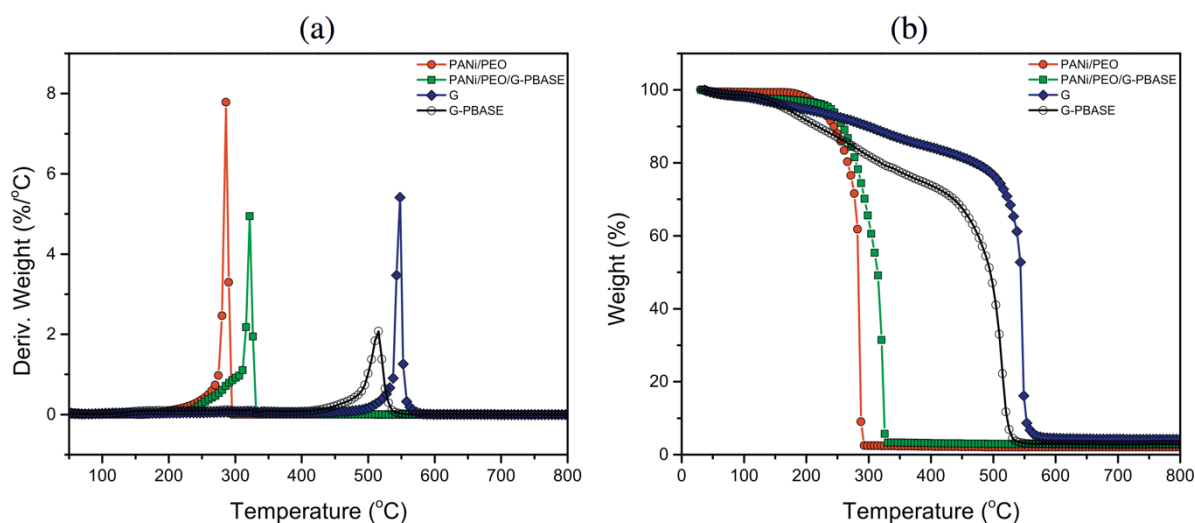 (a)
PANi/PEO
PANi/PEO/G-PBASE
G
G-PBASE
8
6
4
2
0
Deriv. Weight (%/°C)
100 200 300 400 500 600 700 800
Temperature (°C)
(b)
PANi/PEO
PANi/PEO/G-PBASE
G
G-PBASE
100
80
60
40
20
0
Weight (%)
0 100 200 300 400 500 600 700 800
Temperature (°C)